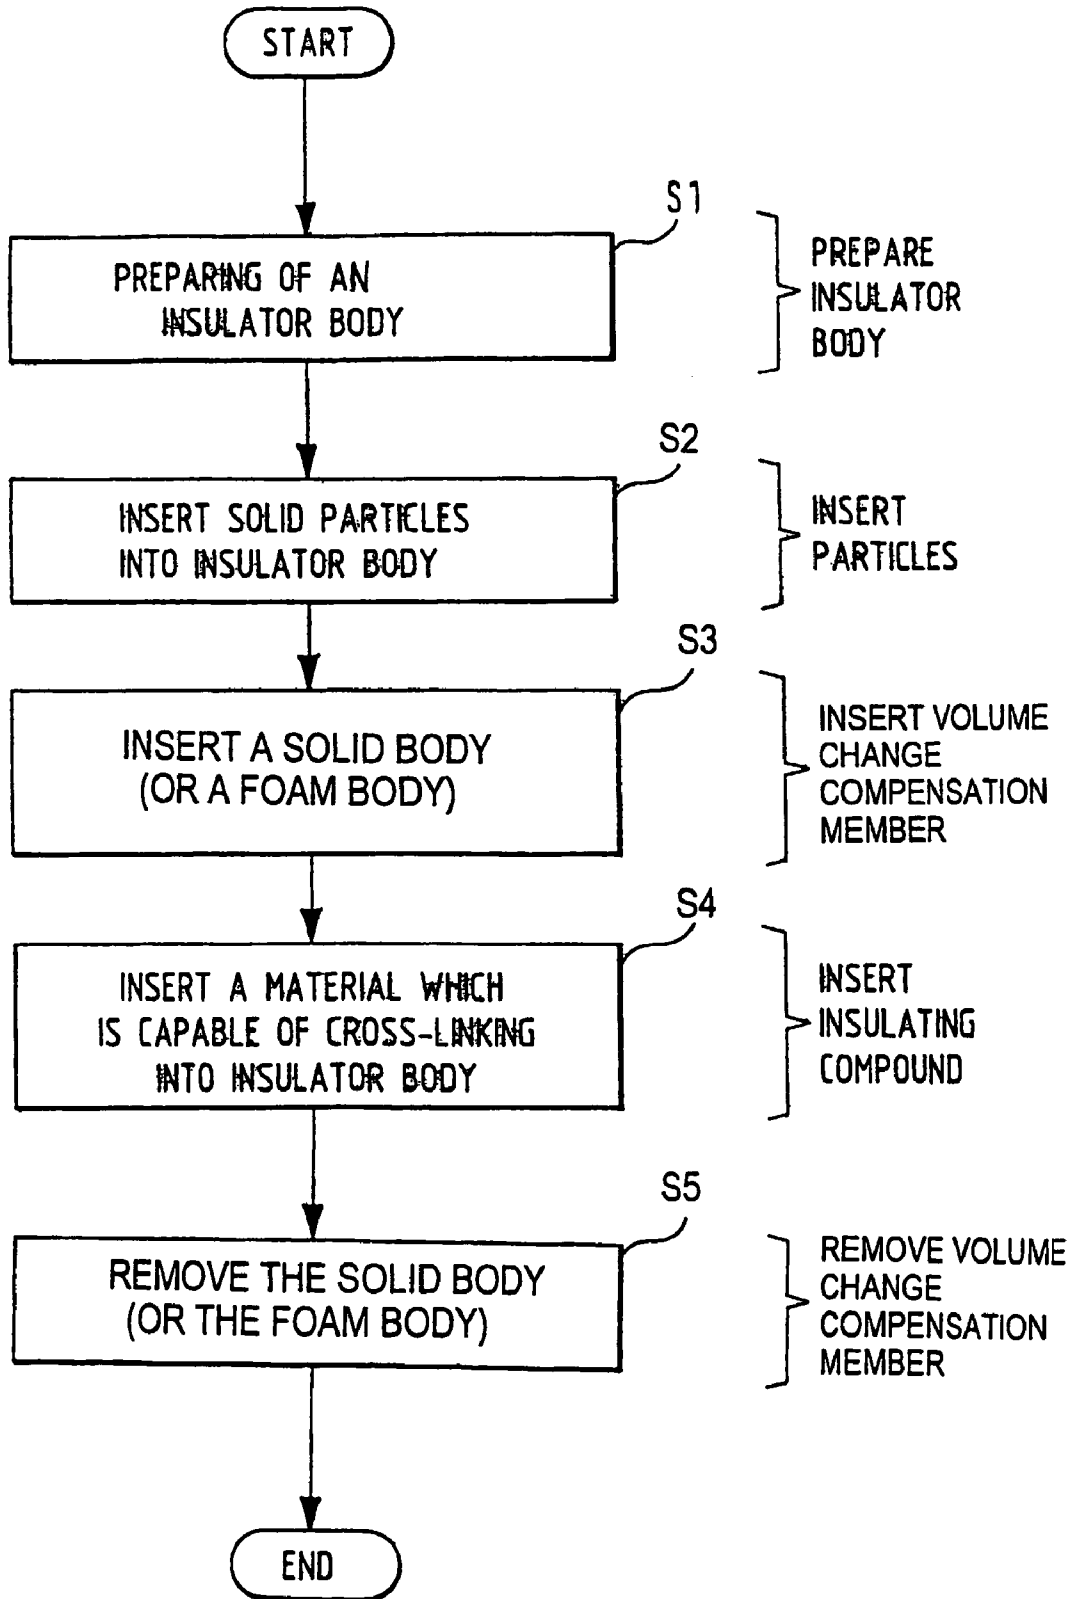 START
S1
PREPARING OF AN
INSULATOR BODY
PREPARE
INSULATOR
BODY
S2
INSERT SOLID PARTICLES
INTO INSULATOR BODY
INSERT
PARTICLES
S3
INSERT A SOLID BODY
(OR A FOAM BODY)
INSERT VOLUME
CHANGE
COMPENSATION
MEMBER
S4
INSERT A MATERIAL WHICH
IS CAPABLE OF CROSS-LINKING
INTO INSULATOR BODY
INSERT
INSULATING
COMPOUND
S5
REMOVE THE SOLID BODY
(OR THE FOAM BODY)
REMOVE VOLUME
CHANGE
COMPENSATION
MEMBER
END